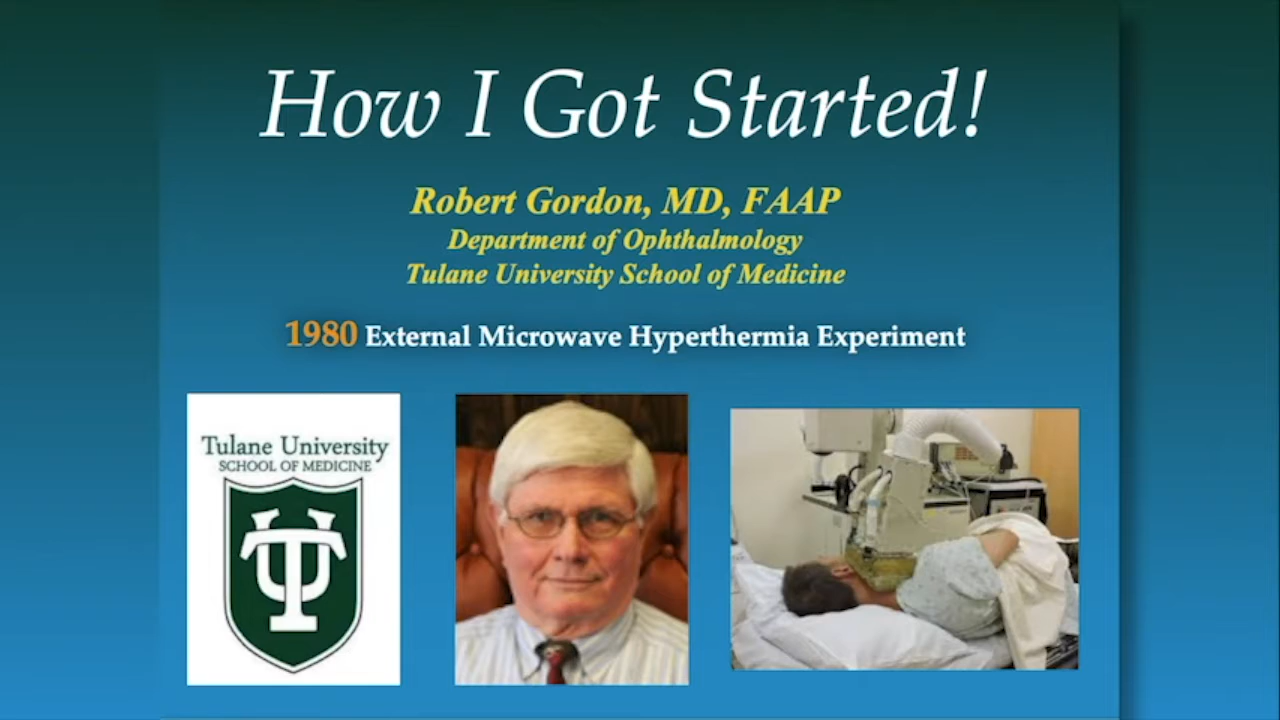 How I Got Started!
Robert Gordon, MD, FAAP
Department of Ophthalmology
Tulane University School of Medicine
1980 External Microwave Hyperthermia Experiment
Tulane University
SCHOOL OF MEDICINE
TU